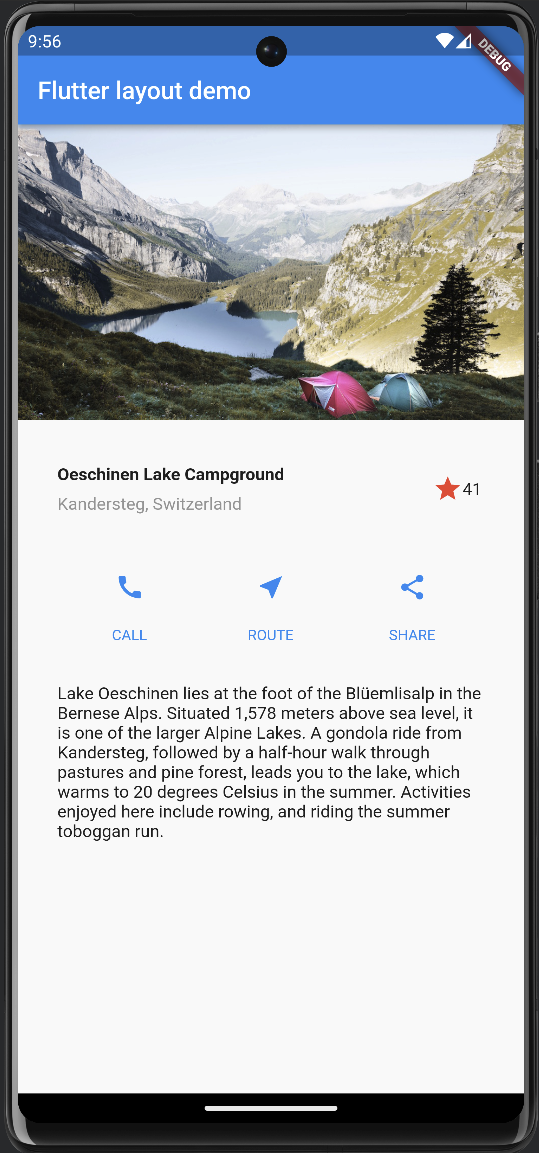 9:56
DEBUG
Flutter layout demo
Oeschinen Lake Campground
41
Kandersteg, Switzerland
CALL ROUTE SHARE
Lake Oeschinen lies at the foot of the Blüemlisalp in the
Bernese Alps. Situated 1,578 meters above sea level, it
is one of the larger Alpine Lakes. A gondola ride from
Kandersteg, followed by a half-hour walk through
pastures and pine forest, leads you to the lake, which
warms to 20 degrees Celsius in the summer. Activities
enjoyed here include rowing, and riding the summer
toboggan run.